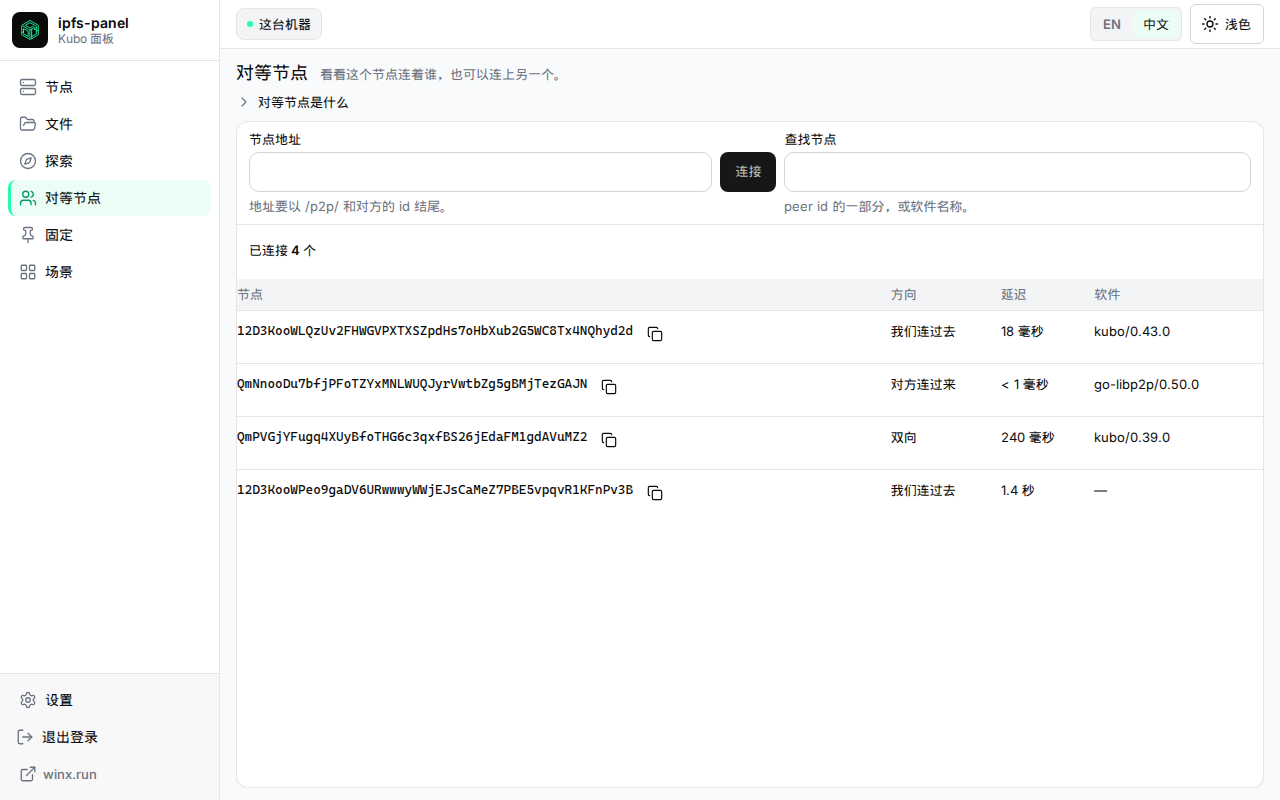 ipfs-panel
Kubo 面板
节点
文件
探索
对等节点
固定
场景
设置
退出登录
winx.run
这台机器
EN 中文
浅色
对等节点 看看这个节点连着谁，也可以连上另一个。
对等节点是什么
节点地址
连接
地址要以 /p2p/ 和对方的 id 结尾。
查找节点
peer id 的一部分，或软件名称。
已连接 4 个
节点 方向 延迟 软件
12D3KooWLQzUv2FHWGVPXTXSZpdHs7oHbXub2G5WC8Tx4NQhyd2d 我们连过去 18 毫秒 kubo/0.43.0
QmNnooDu7bfjPFoTZYxMNLWUQJyrVwtbZg5gBMjTezGAJN 对方连过来 < 1 毫秒 go-libp2p/0.50.0
QmPVGjYFugq4XUyBfoTHG6c3qxfBS26jEdaFM1gdAVuMZ2 双向 240 毫秒 kubo/0.39.0
12D3KooWPeo9gaDV6URwwwyWWjEJsCaMeZ7PBE5vpqvR1KFnPv3B 我们连过去 1.4 秒 —